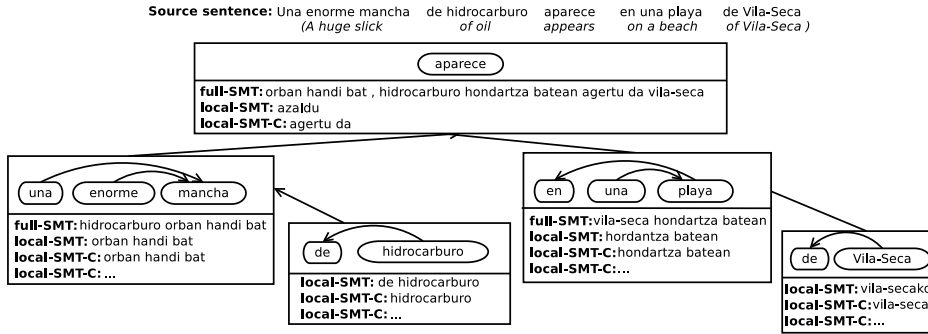 Source sentence: Una enorme mancha de hidrocarburo aparece en una playa de Vila-Seca
(A huge slick of oil appears on a beach of Vila-Seca )
aparece
full-SMT: orban handi bat , hidrocarburo hondartza batean agertu da vila-seca
local-SMT: azaldu
local-SMT-C: agertu da
una enorme mancha
full-SMT: hidrocarburo orban handi bat
local-SMT: orban handi bat
local-SMT-C: orban handi bat
local-SMT-C: ...
de hidrocarburo
local-SMT: de hidrocarburo
local-SMT-C: hidrocarburo
local-SMT-C: ...
en una playa
full-SMT: vila-seca hondartza batean
local-SMT: hordantza batean
local-SMT-C: hondartza batean
local-SMT-C:...
de Vila-Seca
local-SMT: vila-secako
local-SMT-C: vila-seca
local-SMT-C:...